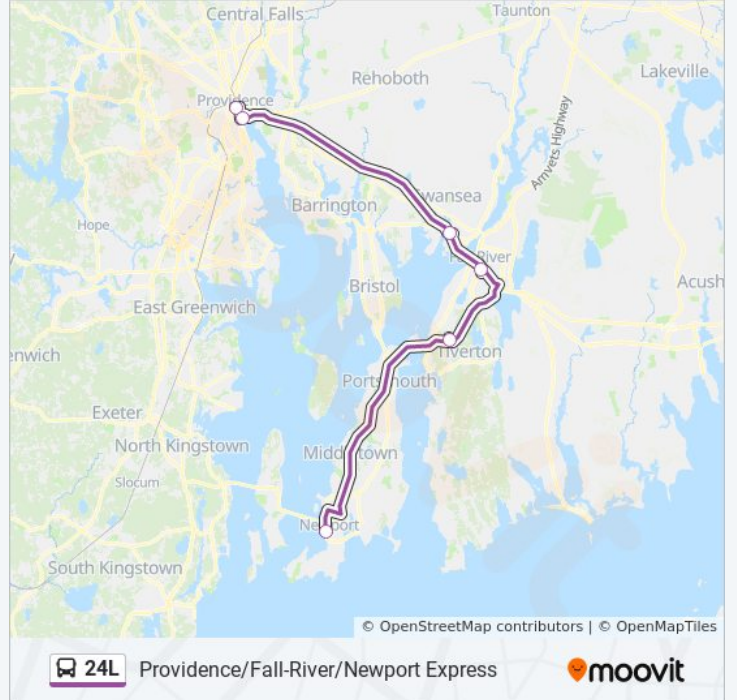 Central Falls
Taunton
Lakeville
Rehoboth
Providence
Amvets Highway
wansea
Barrington
Hope
Fall River
Acush
Bristol
East Greenwich
enwich
Tiverton
Portsmouth
Exeter
North Kingstown
Middletown
Slocum
Newport
South Kingstown
© OpenStreetMap contributors | © OpenMapTiles
24L Providence/Fall-River/Newport Express moovit